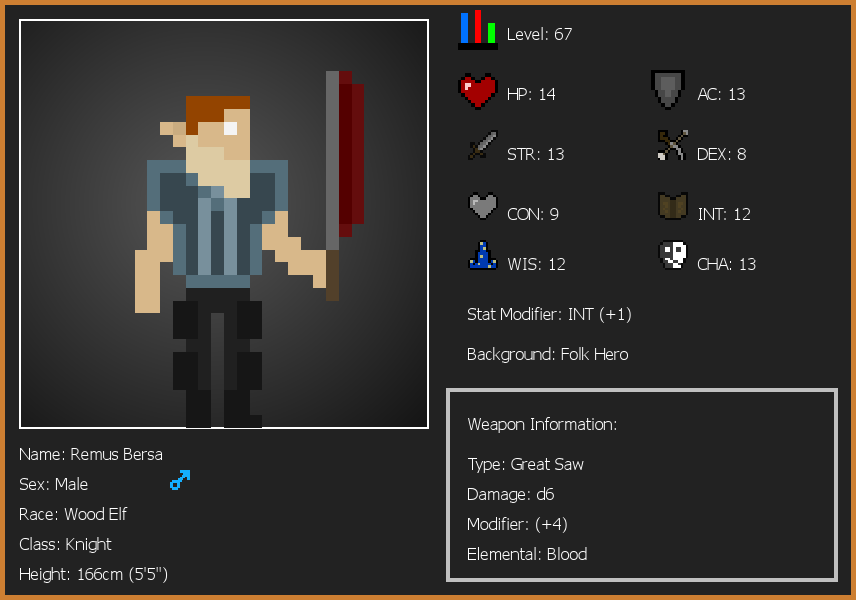 Level: 67
HP: 14
AC: 13
STR: 13
DEX: 8
CON: 9
INT: 12
WIS: 12
CHA: 13
Stat Modifier: INT (+1)
Background: Folk Hero
Weapon Information:
Type: Great Saw
Damage: d6
Modifier: (+4)
Elemental: Blood
Name: Remus Bersa
Sex: Male
Race: Wood Elf
Class: Knight
Height: 166cm (5'5")